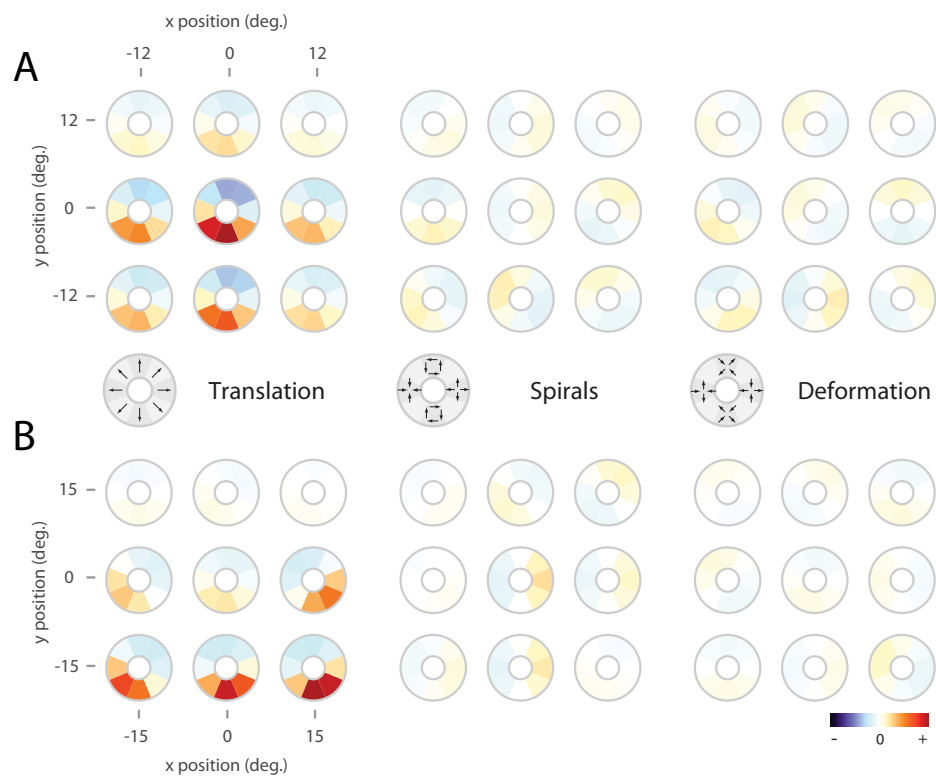 x position (deg.)
-12 0 12
A
y position (deg.)
12
0
-12
Translation Spirals Deformation
B
y position (deg.)
15
0
-15
-15 0 15
x position (deg.)
- 0 +